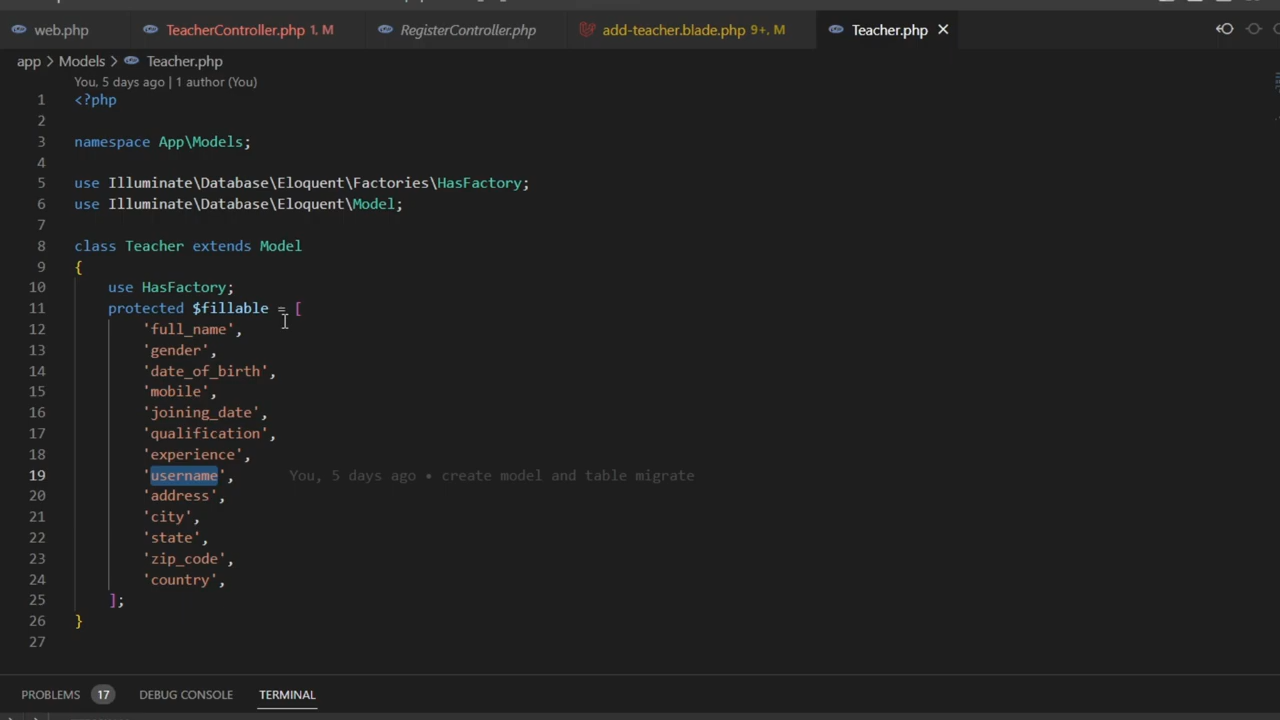 web.php TeacherController.php 1, M RegisterController.php add-teacher.blade.php 9+, M Teacher.php
app > Models > Teacher.php
You, 5 days ago | 1 author (You)
1 <?php
2
3 namespace App\Models;
4
5 use Illuminate\Database\Eloquent\Factories\HasFactory;
6 use Illuminate\Database\Eloquent\Model;
7
8 class Teacher extends Model
9 {
10 use HasFactory;
11 protected $fillable = [
12 'full_name',
13 'gender',
14 'date_of_birth',
15 'mobile',
16 'joining_date',
17 'qualification',
18 'experience',
19 'username', You, 5 days ago • create model and table migrate
20 'address',
21 'city',
22 'state',
23 'zip_code',
24 'country',
25 ];
26 }
27
PROBLEMS 17 DEBUG CONSOLE TERMINAL